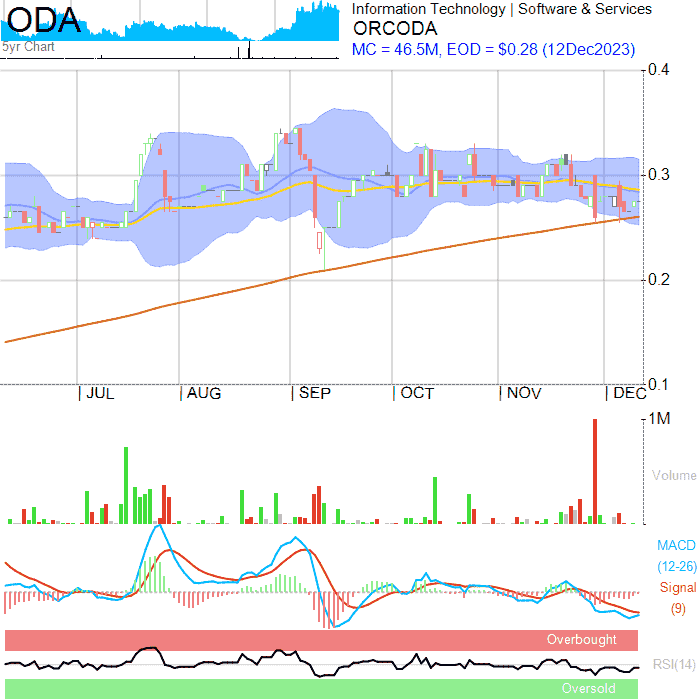 ODA
5yr Chart
Information Technology | Software & Services
ORCODA
MC = 46.5M, EOD = $0.28 (12Dec2023)
0.4
0.3
0.2
0.1
JUL AUG SEP OCT NOV DEC
1M
Volume
MACD
(12-26)
Signal
(9)
Overbought
RSI(14)
Oversold